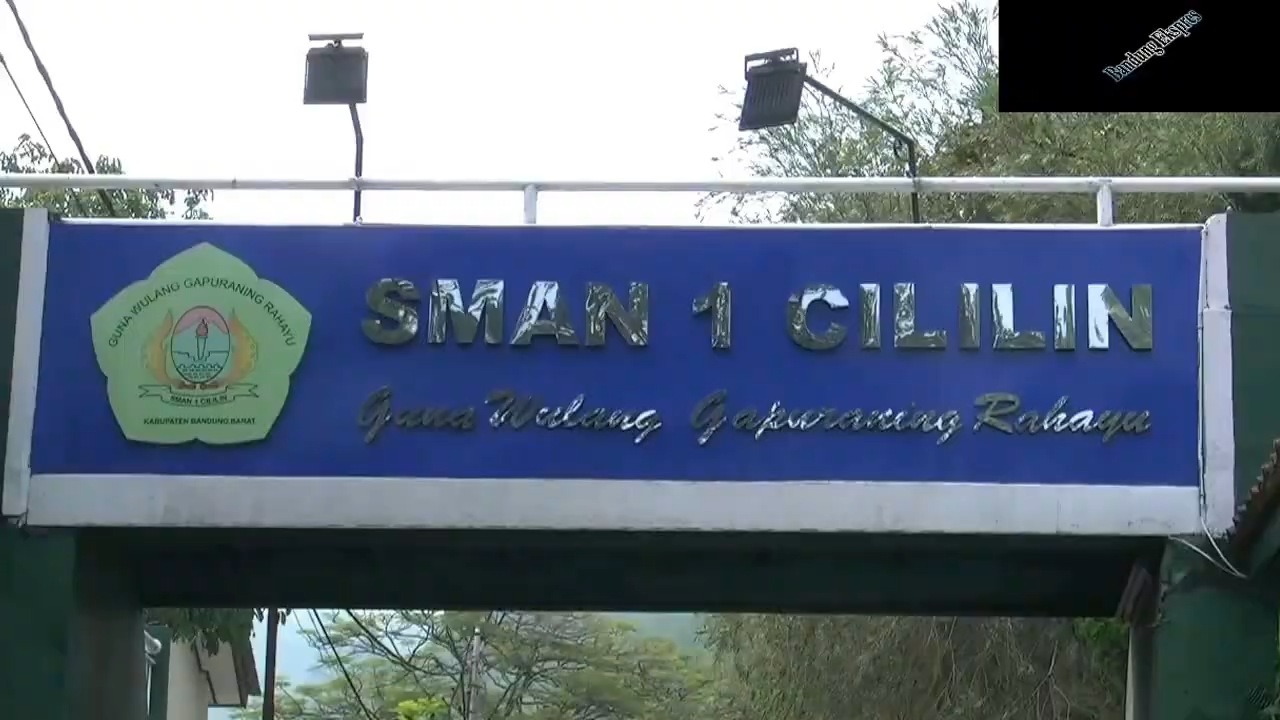 Bandung Ekspres
SMAN 1 CILILIN
Guna Wulang Gapuraning Rahayu
GUNA WULANG GAPURANING RAHAYU
SMAN 1 CILILIN
KABUPATEN BANDUNG BARAT